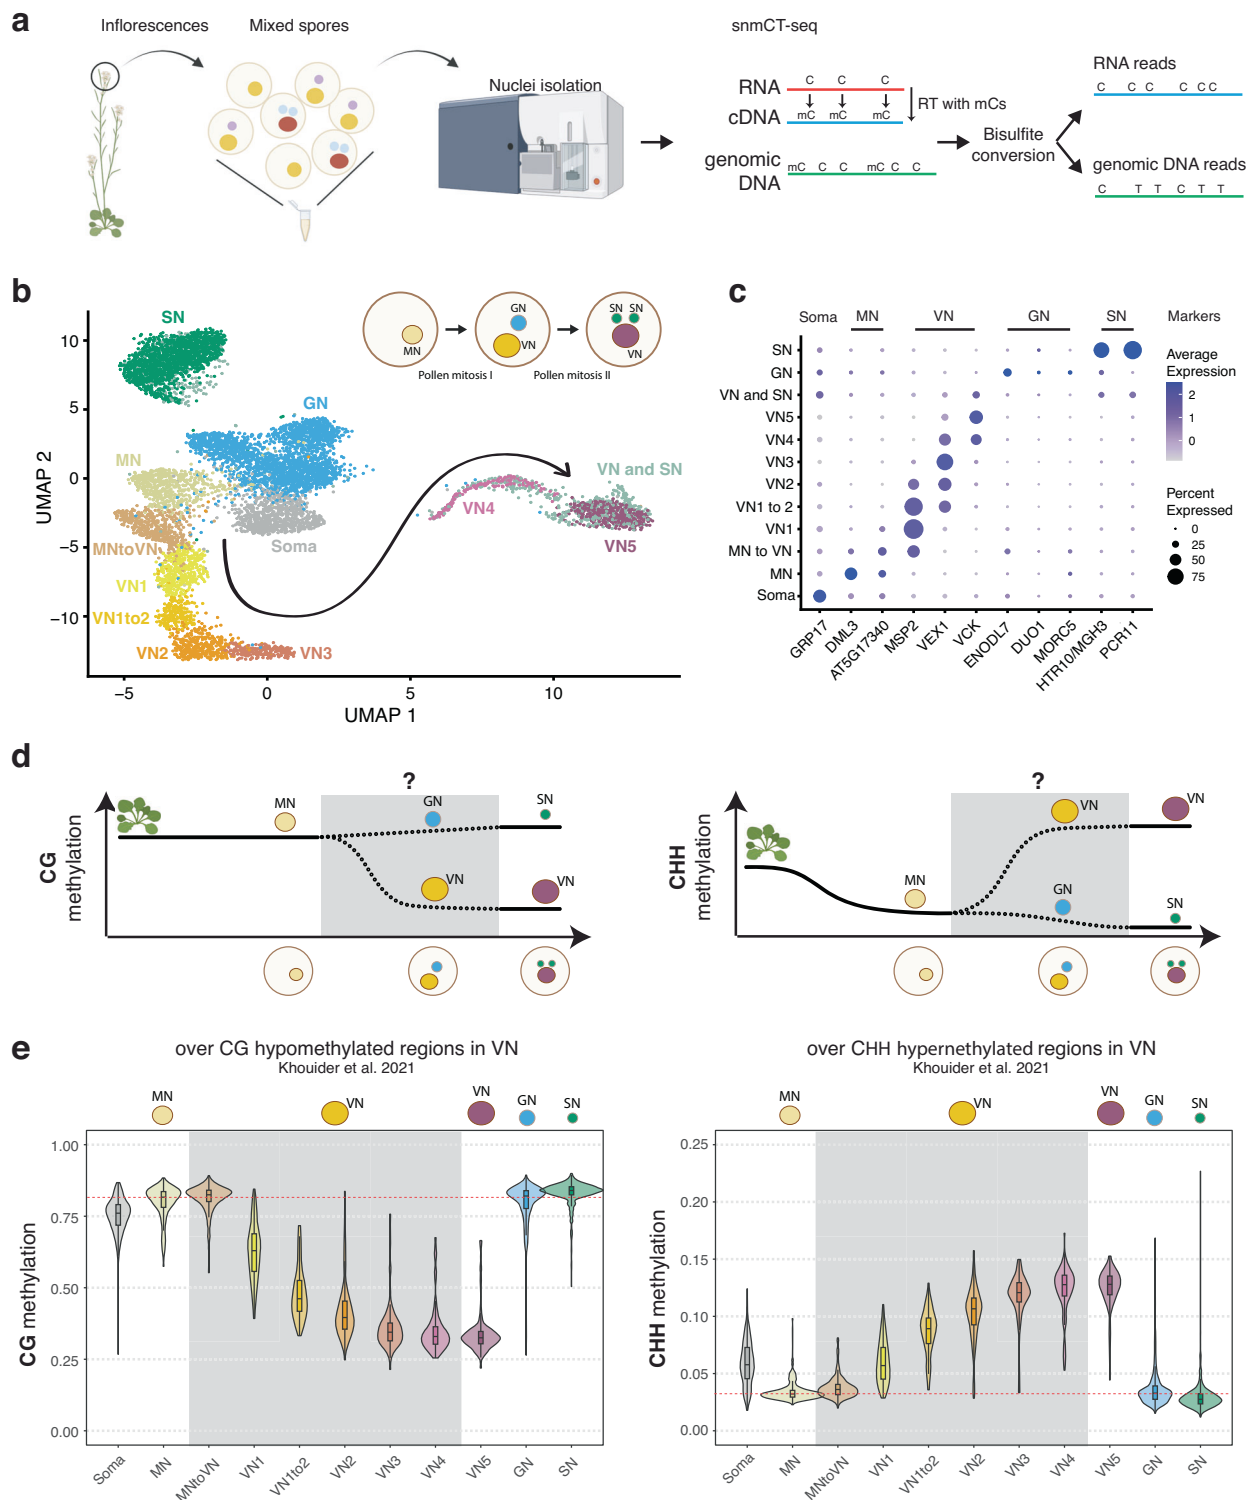 a
Inflorescences
Mixed spores
Nuclei isolation
snmCT-seq
RNA
C C C
cDNA
mC mC mC
RT with mCs
genomic
DNA
mC C C mC C C
Bisulfite
conversion
RNA reads
C C C C C C
genomic DNA reads
C T T C T T
b
UMAP 2
10
5
0
−5
−10
−5
0
5
10
UMAP 1
SN
GN
MN
MNtoVN
VN1
VN1to2
VN2
VN3
Soma
VN4
VN and SN
VN5
MN
GN
VN
SN SN
VN
Pollen mitosis I
Pollen mitosis II
c
Soma MN VN GN SN Markers
SN
GN
VN and SN
VN5
VN4
VN3
VN2
VN1 to 2
VN1
MN to VN
MN
Soma
GRP17
DML3
AT5G17340
MSP2
VEX1
VCK
ENODL7
DUO1
MORC5
HTR10/MGH3
PCR11
Average
Expression
2
1
0
Percent
Expressed
0
25
50
75
d
CG
methylation
?
MN
GN
VN
SN
VN
CHH
methylation
?
MN
VN
GN
VN
SN
e
over CG hypomethylated regions in VN
Khouider et al. 2021
MN VN VN GN SN
CG methylation
1.00
0.75
0.50
0.25
0.00
Soma
MN
MNtoVN
VN1
VN1to2
VN2
VN3
VN4
VN5
GN
SN
over CHH hypernethylated regions in VN
Khouider et al. 2021
MN VN VN GN SN
CHH methylation
0.25
0.20
0.15
0.10
0.05
0.00
Soma
MN
MNtoVN
VN1
VN1to2
VN2
VN3
VN4
VN5
GN
SN